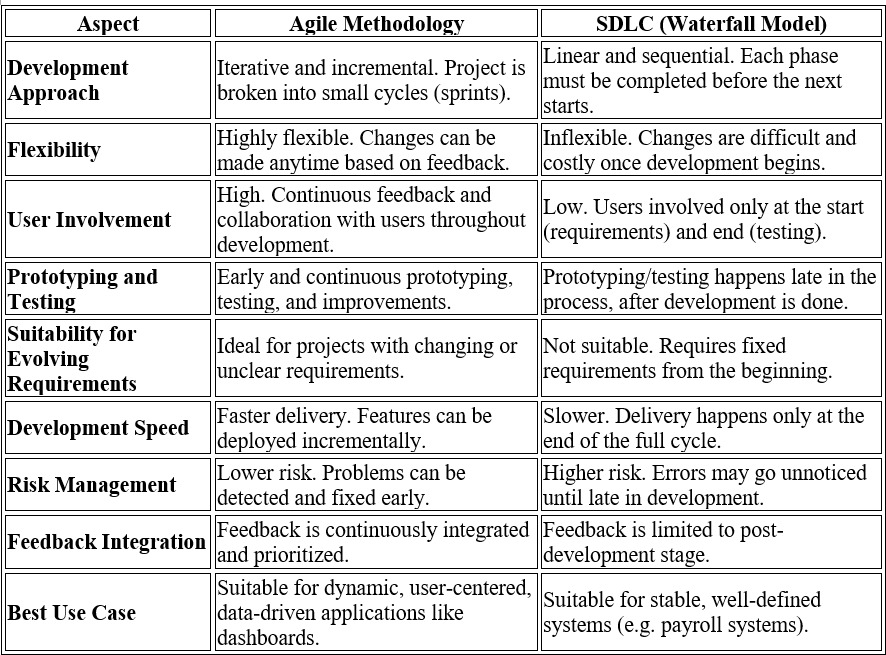 Aspect
Agile Methodology
SDLC (Waterfall Model)
Development
Approach
Iterative and incremental. Project is
broken into small cycles (sprints).
Linear and sequential. Each phase
must be completed before the next
starts.
Flexibility
Highly flexible. Changes can be
made anytime based on feedback.
Inflexible. Changes are difficult and
costly once development begins.
User Involvement
High. Continuous feedback and
collaboration with users throughout
development.
Low. Users involved only at the start
(requirements) and end (testing).
Prototyping and
Testing
Early and continuous prototyping,
testing, and improvements.
Prototyping/testing happens late in the
process, after development is done.
Suitability for
Evolving
Requirements
Ideal for projects with changing or
unclear requirements.
Not suitable. Requires fixed
requirements from the beginning.
Development Speed
Faster delivery. Features can be
deployed incrementally.
Slower. Delivery happens only at the
end of the full cycle.
Risk Management
Lower risk. Problems can be
detected and fixed early.
Higher risk. Errors may go unnoticed
until late in development.
Feedback Integration
Feedback is continuously integrated
and prioritized.
Feedback is limited to post-
development stage.
Best Use Case
Suitable for dynamic, user-centered,
data-driven applications like
dashboards.
Suitable for stable, well-defined
systems (e.g. payroll systems).